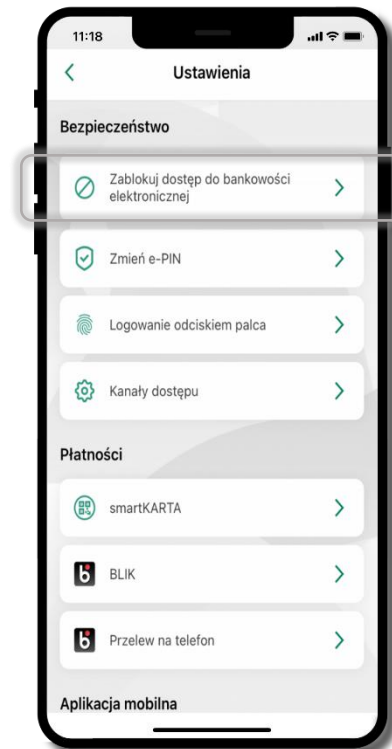 11:18
Ustawienia
Bezpieczeństwo
Zablokuj dostęp do bankowości
elektronicznej
Zmień e-PIN
Logowanie odciskiem palca
Kanały dostępu
Płatności
smartKARTA
BLIK
Przelew na telefon
Aplikacja mobilna